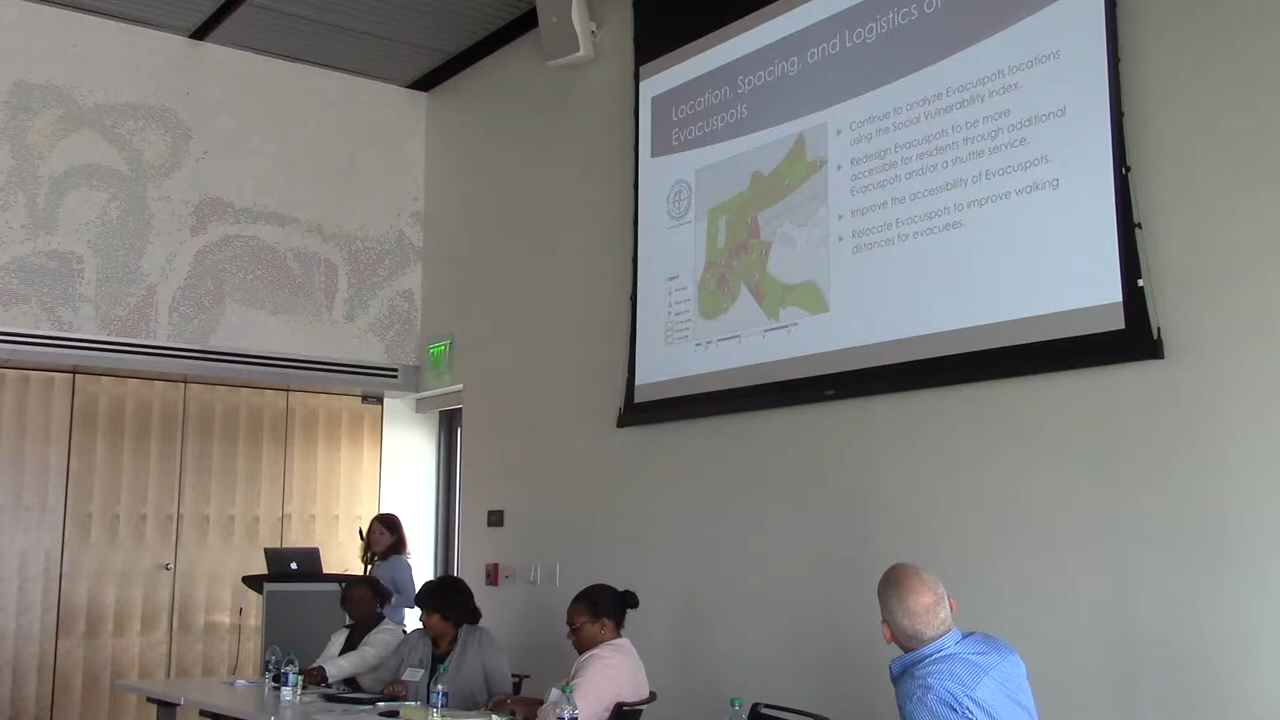 Location, Spacing, and Logistics of
Evacuspots
Continue to analyze Evacuspots locations
using the Social Vulnerability Index.
Redesign Evacuspots to be more
accessible for residents through additional
Evacuspots and/or a shuttle service.
Improve the accessibility of Evacuspots.
Relocate Evacuspots to improve walking
distances for evacuees.
Legend
EXIT